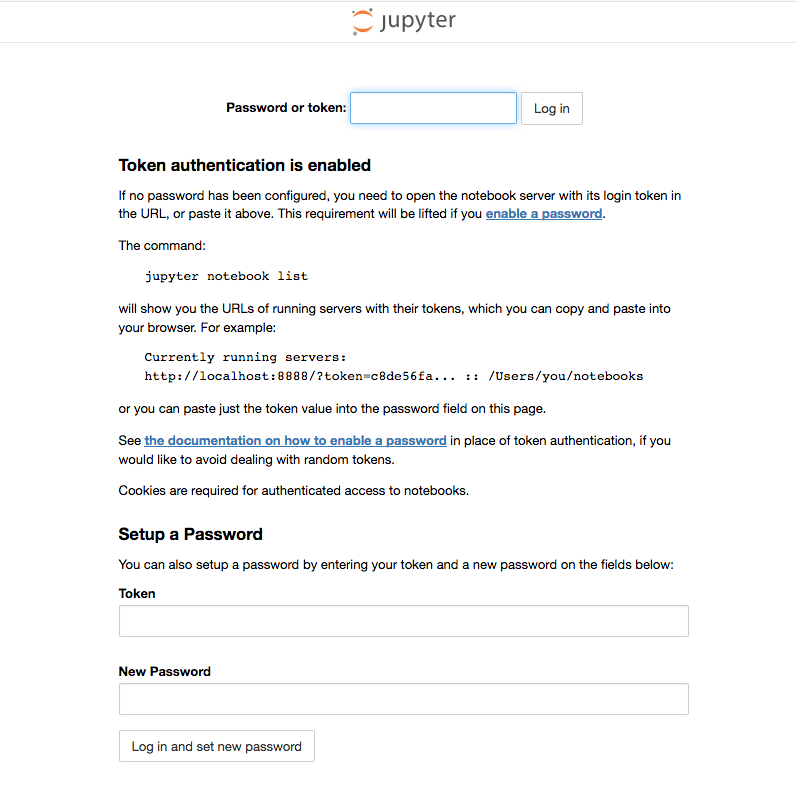 jupyter
Password or token:
Log in
Token authentication is enabled
If no password has been configured, you need to open the notebook server with its login token in
the URL, or paste it above. This requirement will be lifted if you enable a password.
The command:
jupyter notebook list
will show you the URLs of running servers with their tokens, which you can copy and paste into
your browser. For example:
Currently running servers:
http://localhost:8888/?token=c8de56fa... :: /Users/you/notebooks
or you can paste just the token value into the password field on this page.
See the documentation on how to enable a password in place of token authentication, if you
would like to avoid dealing with random tokens.
Cookies are required for authenticated access to notebooks.
Setup a Password
You can also setup a password by entering your token and a new password on the fields below:
Token
New Password
Log in and set new password